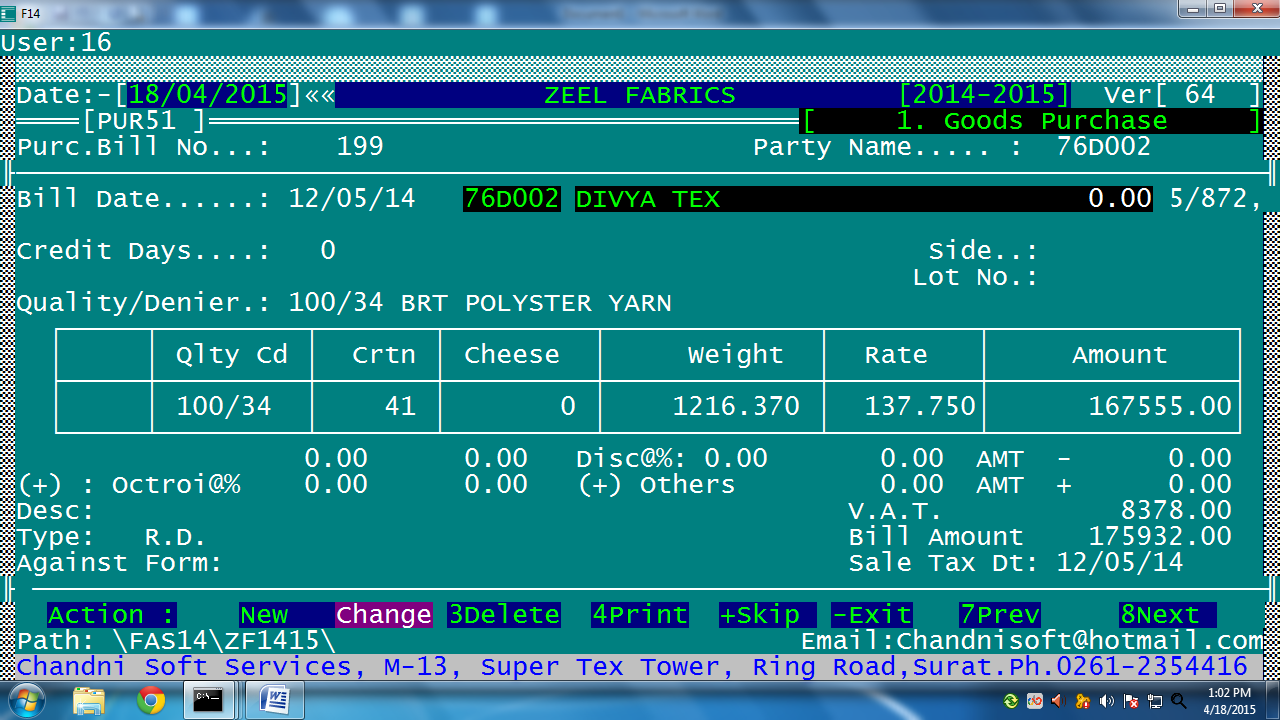 F14
User:16
Date:-[18/04/2015]«« ZEEL FABRICS [2014-2015] Ver[ 64 ]
[PUR51 ] [ 1. Goods Purchase ]
Purc.Bill No...: 199 Party Name..... : 76D002
Bill Date......: 12/05/14 76D002 DIVYA TEX 0.00 5/872,
Credit Days....: 0 Side..:
Lot No.:
Quality/Denier.: 100/34 BRT POLYSTER YARN
Qlty Cd Crtn Cheese Weight Rate Amount
100/34 41 0 1216.370 137.750 167555.00
0.00 0.00 Disc@%: 0.00 0.00 AMT - 0.00
(+) : Octroi@% 0.00 0.00 (+) Others 0.00 AMT + 0.00
Desc: V.A.T. 8378.00
Type: R.D. Bill Amount 175932.00
Against Form: Sale Tax Dt: 12/05/14
Action : New Change 3Delete 4Print +Skip -Exit 7Prev 8Next
Path: \FAS14\ZF1415\ Email:Chandnisoft@hotmail.com
Chandni Soft Services, M-13, Super Tex Tower, Ring Road,Surat.Ph.0261-2354416
1:02 PM
4/18/2015